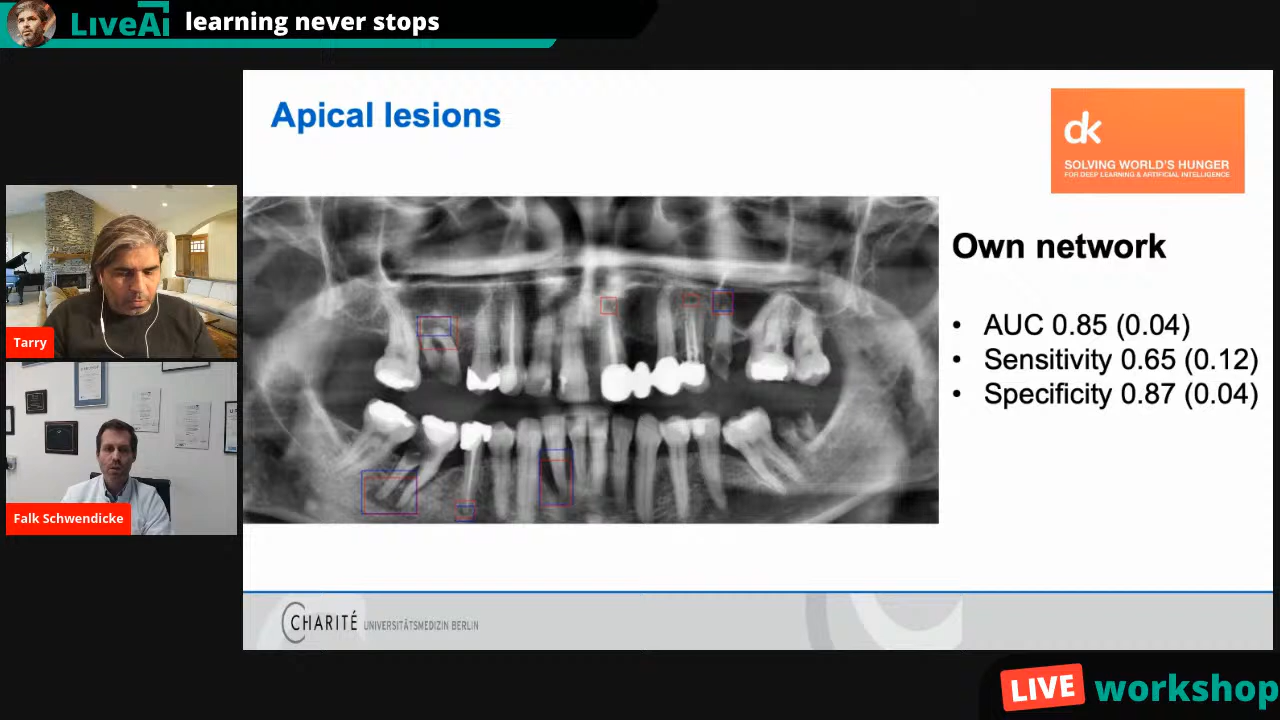 LiveAi learning never stops
Apical lesions
dk
SOLVING WORLD'S HUNGER
FOR DEEP LEARNING & ARTIFICIAL INTELLIGENCE
Own network
• AUC 0.85 (0.04)
• Sensitivity 0.65 (0.12)
• Specificity 0.87 (0.04)
Tarry
Falk Schwendicke
CHARITÉ UNIVERSITÄTSMEDIZIN BERLIN
LIVE workshop